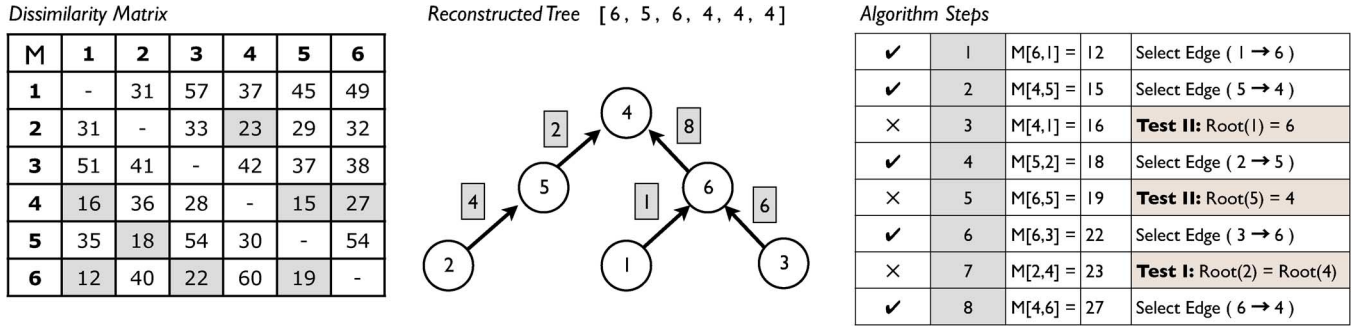 Dissimilarity Matrix
M 1 2 3 4 5 6
1 - 31 57 37 45 49
2 31 - 33 23 29 32
3 51 41 - 42 37 38
4 16 36 28 - 15 27
5 35 18 54 30 - 54
6 12 40 22 60 19 -
Reconstructed Tree [6, 5, 6, 4, 4, 4]
4
2 8
5 6
4 1 6
2 1 3
Algorithm Steps
✔ 1 M[6,1] = 12 Select Edge ( 1 → 6 )
✔ 2 M[4,5] = 15 Select Edge ( 5 → 4 )
✕ 3 M[4,1] = 16 Test II: Root(1) = 6
✔ 4 M[5,2] = 18 Select Edge ( 2 → 5 )
✕ 5 M[6,5] = 19 Test II: Root(5) = 4
✔ 6 M[6,3] = 22 Select Edge ( 3 → 6 )
✕ 7 M[2,4] = 23 Test I: Root(2) = Root(4)
✔ 8 M[4,6] = 27 Select Edge ( 6 → 4 )